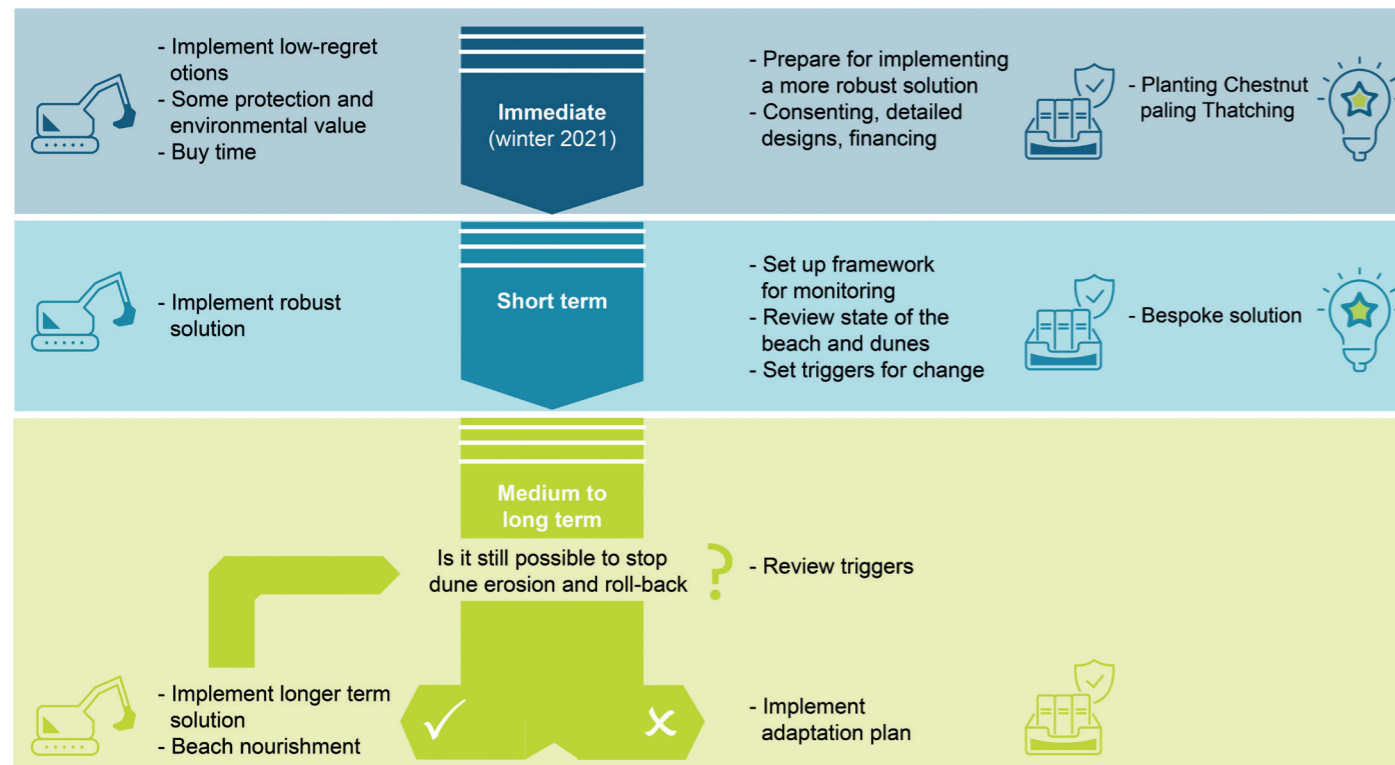 - Implement low-regret
otions
- Some protection and
environmental value
- Buy time
Immediate
(winter 2021)
- Prepare for implementing
a more robust solution
- Consenting, detailed
designs, financing
- Planting Chestnut
paling Thatching
- Implement robust
solution
Short term
- Set up framework
for monitoring
- Review state of the
beach and dunes
- Set triggers for change
- Bespoke solution
Medium to
long term
Is it still possible to stop
dune erosion and roll-back
?
- Review triggers
- Implement longer term
solution
- Beach nourishment
- Implement
adaptation plan